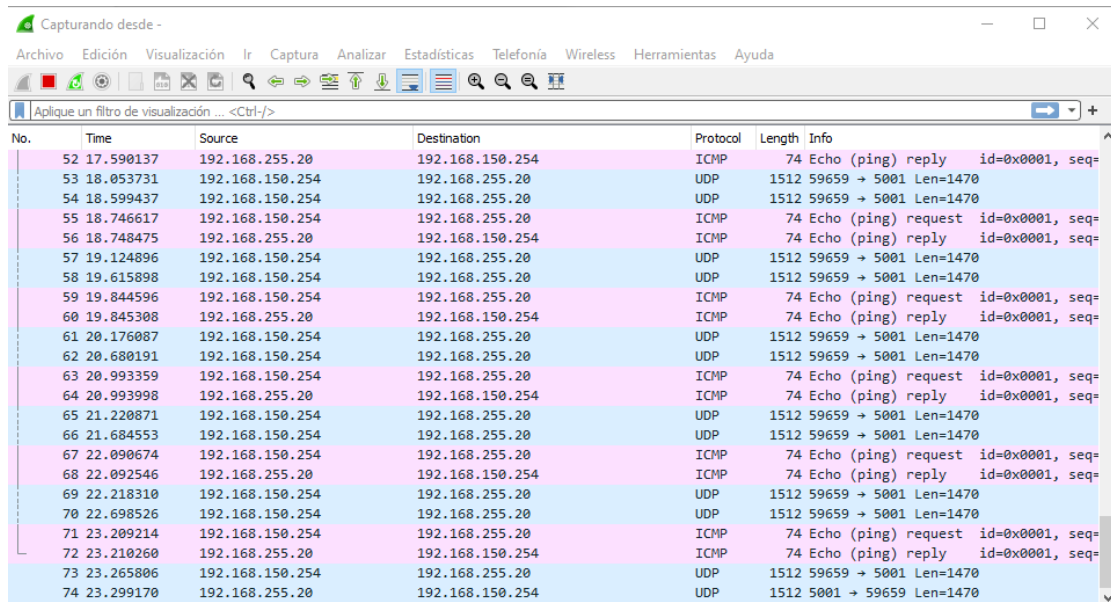 Capturando desde -
Archivo Edición Visualización Ir Captura Analizar Estadísticas Telefonía Wireless Herramientas Ayuda
Aplique un filtro de visualización ... <Ctrl-/>
No. Time Source Destination Protocol Length Info
52 17.590137 192.168.255.20 192.168.150.254 ICMP 74 Echo (ping) reply id=0x0001, seq=
53 18.053731 192.168.150.254 192.168.255.20 UDP 1512 59659 → 5001 Len=1470
54 18.599437 192.168.150.254 192.168.255.20 UDP 1512 59659 → 5001 Len=1470
55 18.746617 192.168.150.254 192.168.255.20 ICMP 74 Echo (ping) request id=0x0001, seq=
56 18.748475 192.168.255.20 192.168.150.254 ICMP 74 Echo (ping) reply id=0x0001, seq=
57 19.124896 192.168.150.254 192.168.255.20 UDP 1512 59659 → 5001 Len=1470
58 19.615898 192.168.150.254 192.168.255.20 UDP 1512 59659 → 5001 Len=1470
59 19.844596 192.168.150.254 192.168.255.20 ICMP 74 Echo (ping) request id=0x0001, seq=
60 19.845308 192.168.255.20 192.168.150.254 ICMP 74 Echo (ping) reply id=0x0001, seq=
61 20.176087 192.168.150.254 192.168.255.20 UDP 1512 59659 → 5001 Len=1470
62 20.680191 192.168.150.254 192.168.255.20 UDP 1512 59659 → 5001 Len=1470
63 20.993359 192.168.150.254 192.168.255.20 ICMP 74 Echo (ping) request id=0x0001, seq=
64 20.993998 192.168.255.20 192.168.150.254 ICMP 74 Echo (ping) reply id=0x0001, seq=
65 21.220871 192.168.150.254 192.168.255.20 UDP 1512 59659 → 5001 Len=1470
66 21.684553 192.168.150.254 192.168.255.20 UDP 1512 59659 → 5001 Len=1470
67 22.090674 192.168.150.254 192.168.255.20 ICMP 74 Echo (ping) request id=0x0001, seq=
68 22.092546 192.168.255.20 192.168.150.254 ICMP 74 Echo (ping) reply id=0x0001, seq=
69 22.218310 192.168.150.254 192.168.255.20 UDP 1512 59659 → 5001 Len=1470
70 22.698526 192.168.150.254 192.168.255.20 UDP 1512 59659 → 5001 Len=1470
71 23.209214 192.168.150.254 192.168.255.20 ICMP 74 Echo (ping) request id=0x0001, seq=
72 23.210260 192.168.255.20 192.168.150.254 ICMP 74 Echo (ping) reply id=0x0001, seq=
73 23.265806 192.168.150.254 192.168.255.20 UDP 1512 59659 → 5001 Len=1470
74 23.299170 192.168.255.20 192.168.150.254 UDP 1512 5001 → 59659 Len=1470